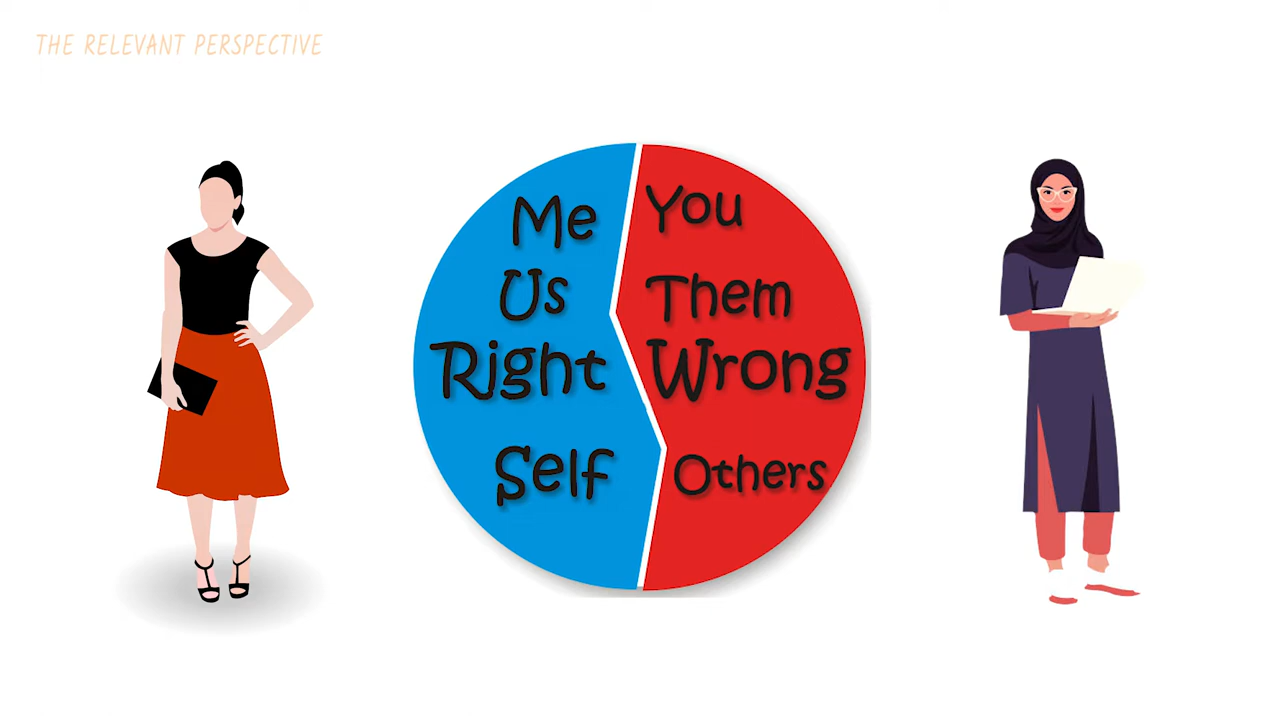 THE RELEVANT PERSPECTIVE
Me
Us
Right
Self
You
Them
Wrong
Others